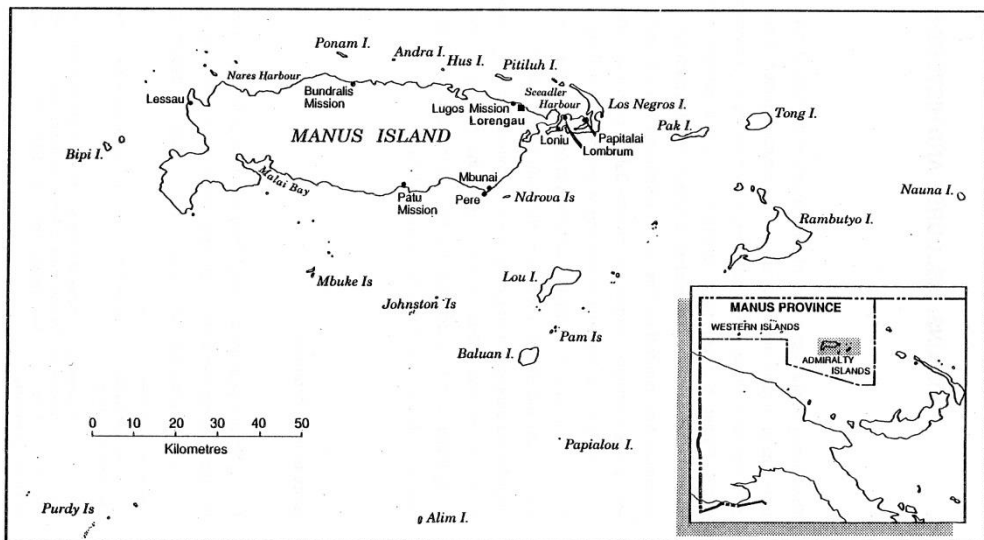 Ponam I.
Andra I.
Hus I.
Pitiluh I.
Nares Harbour
Seeadler
Harbour
Lessau
Bundralis
Mission
Lugos Mission
Lorengau
Los Negros I.
Tong I.
MANUS ISLAND
Pak I.
Loniu
Papitalai
Lombrum
Bipi I.
Malai Bay
Mbunai
Patu
Mission
Pere
Ndrova Is
Nauna I.
Rambutyo I.
Mbuke Is
Lou I.
Johnston Is
Pam Is
Baluan I.
MANUS PROVINCE
WESTERN ISLANDS
ADMIRALTY
ISLANDS
0 10 20 30 40 50
Kilometres
Papialou I.
Purdy Is
Alim I.